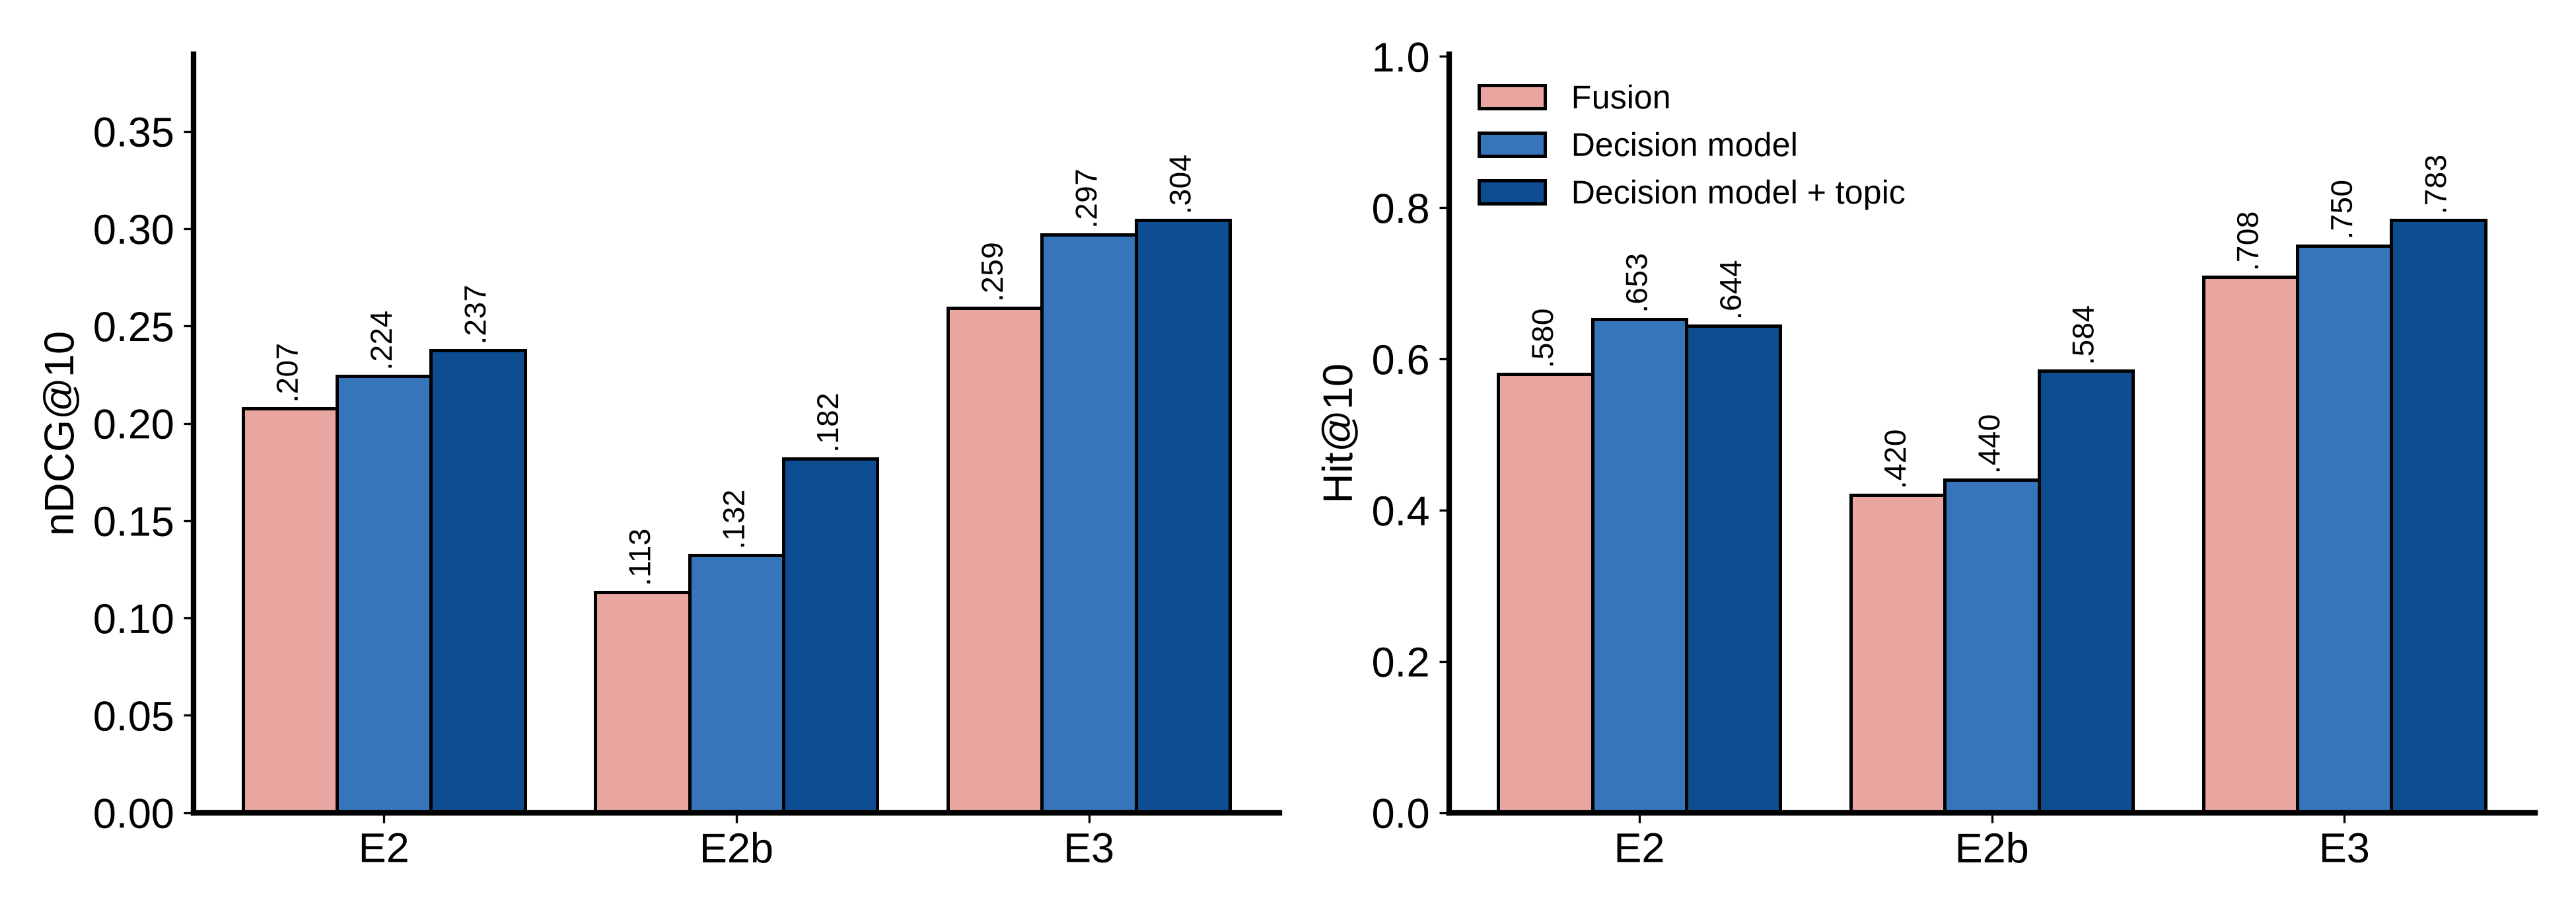 nDCG@10
0.35
0.30
0.25
0.20
0.15
0.10
0.05
0.00
.207
.224
.237
.113
.132
.182
.259
.297
.304
E2
E2b
E3
Hit@10
1.0
0.8
0.6
0.4
0.2
0.0
Fusion
Decision model
Decision model + topic
.580
.653
.644
.420
.440
.584
.708
.750
.783
E2
E2b
E3